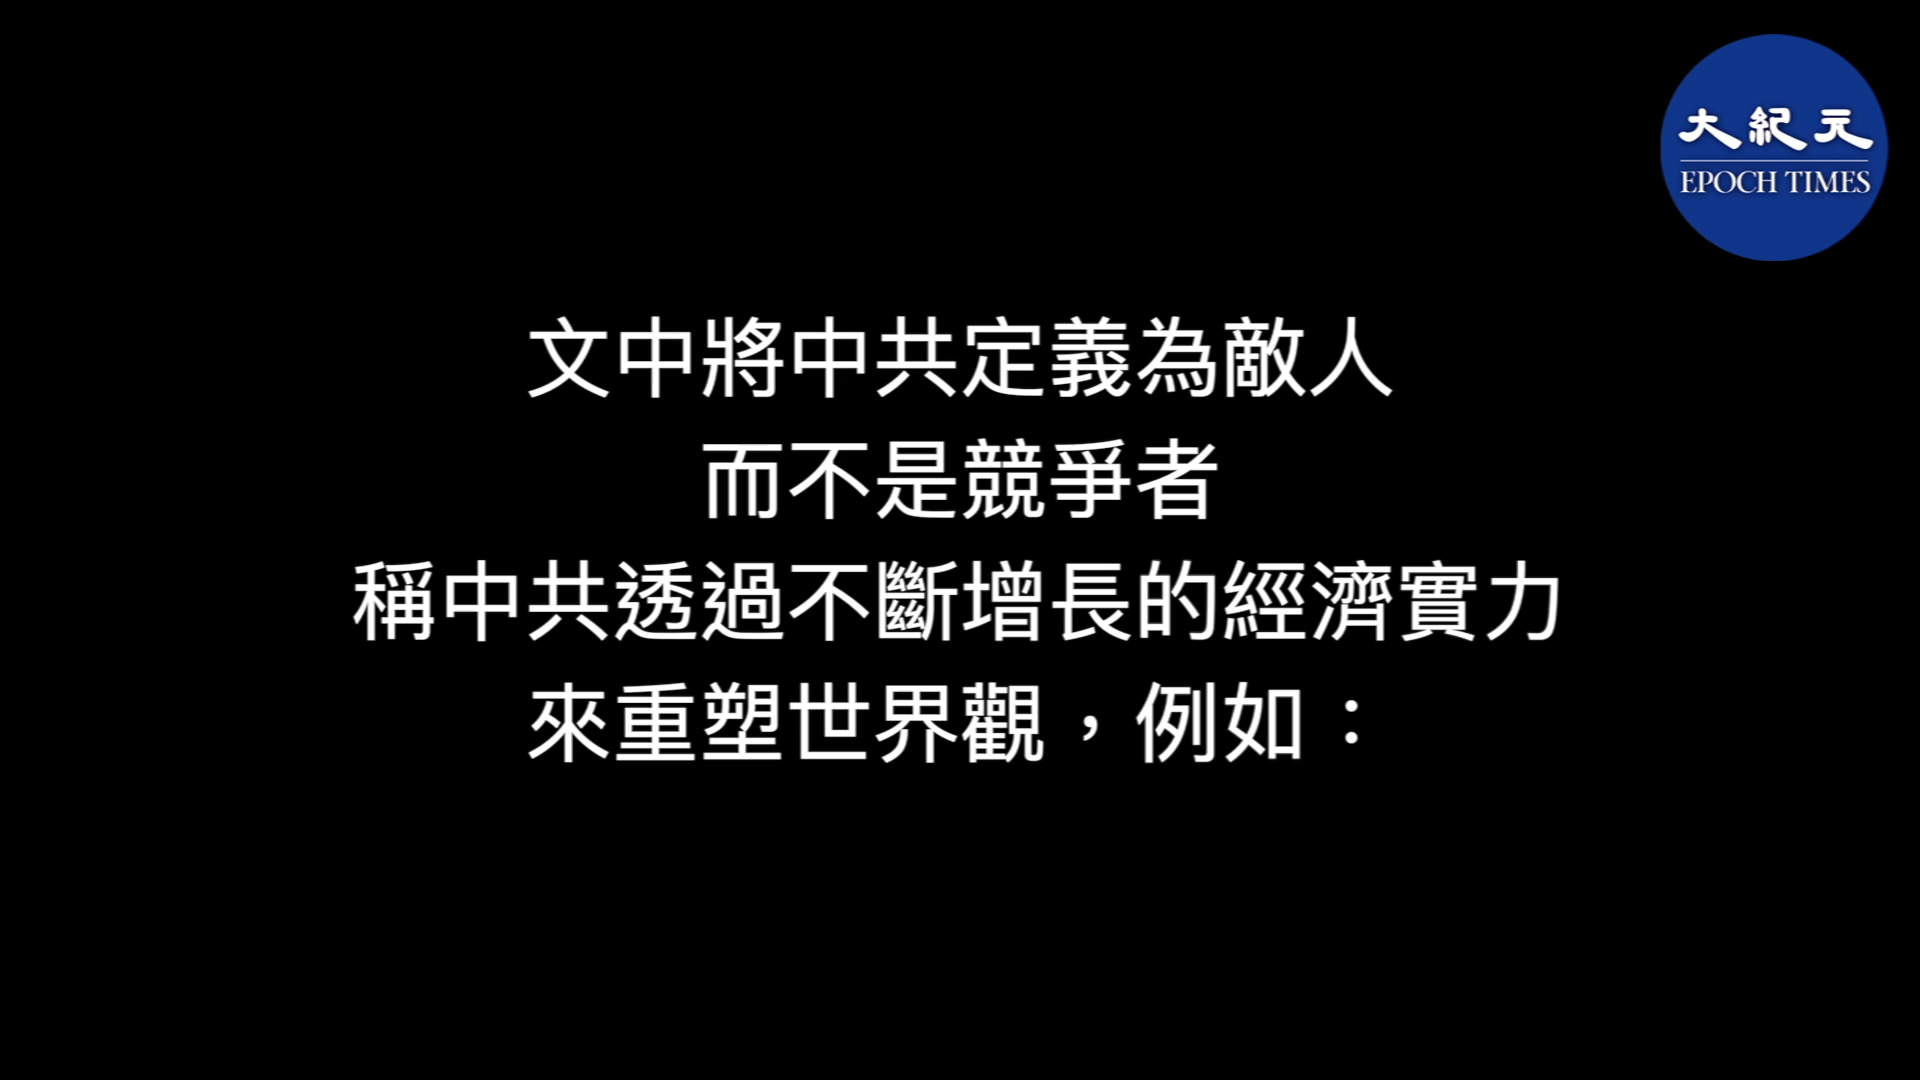 大紀元
EPOCH TIMES
文中將中共定義為敵人
而不是競爭者
稱中共透過不斷增長的經濟實力
來重塑世界觀，例如：